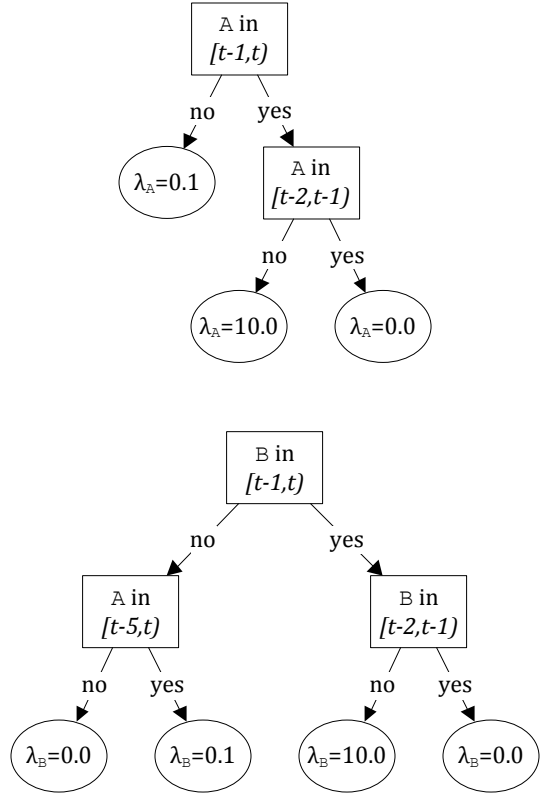 A in
[t-1,t)
no
yes
λA=0.1
A in
[t-2,t-1)
no
yes
λA=10.0
λA=0.0
B in
[t-1,t)
no
yes
A in
[t-5,t)
B in
[t-2,t-1)
no
yes
no
yes
λB=0.0
λB=0.1
λB=10.0
λB=0.0